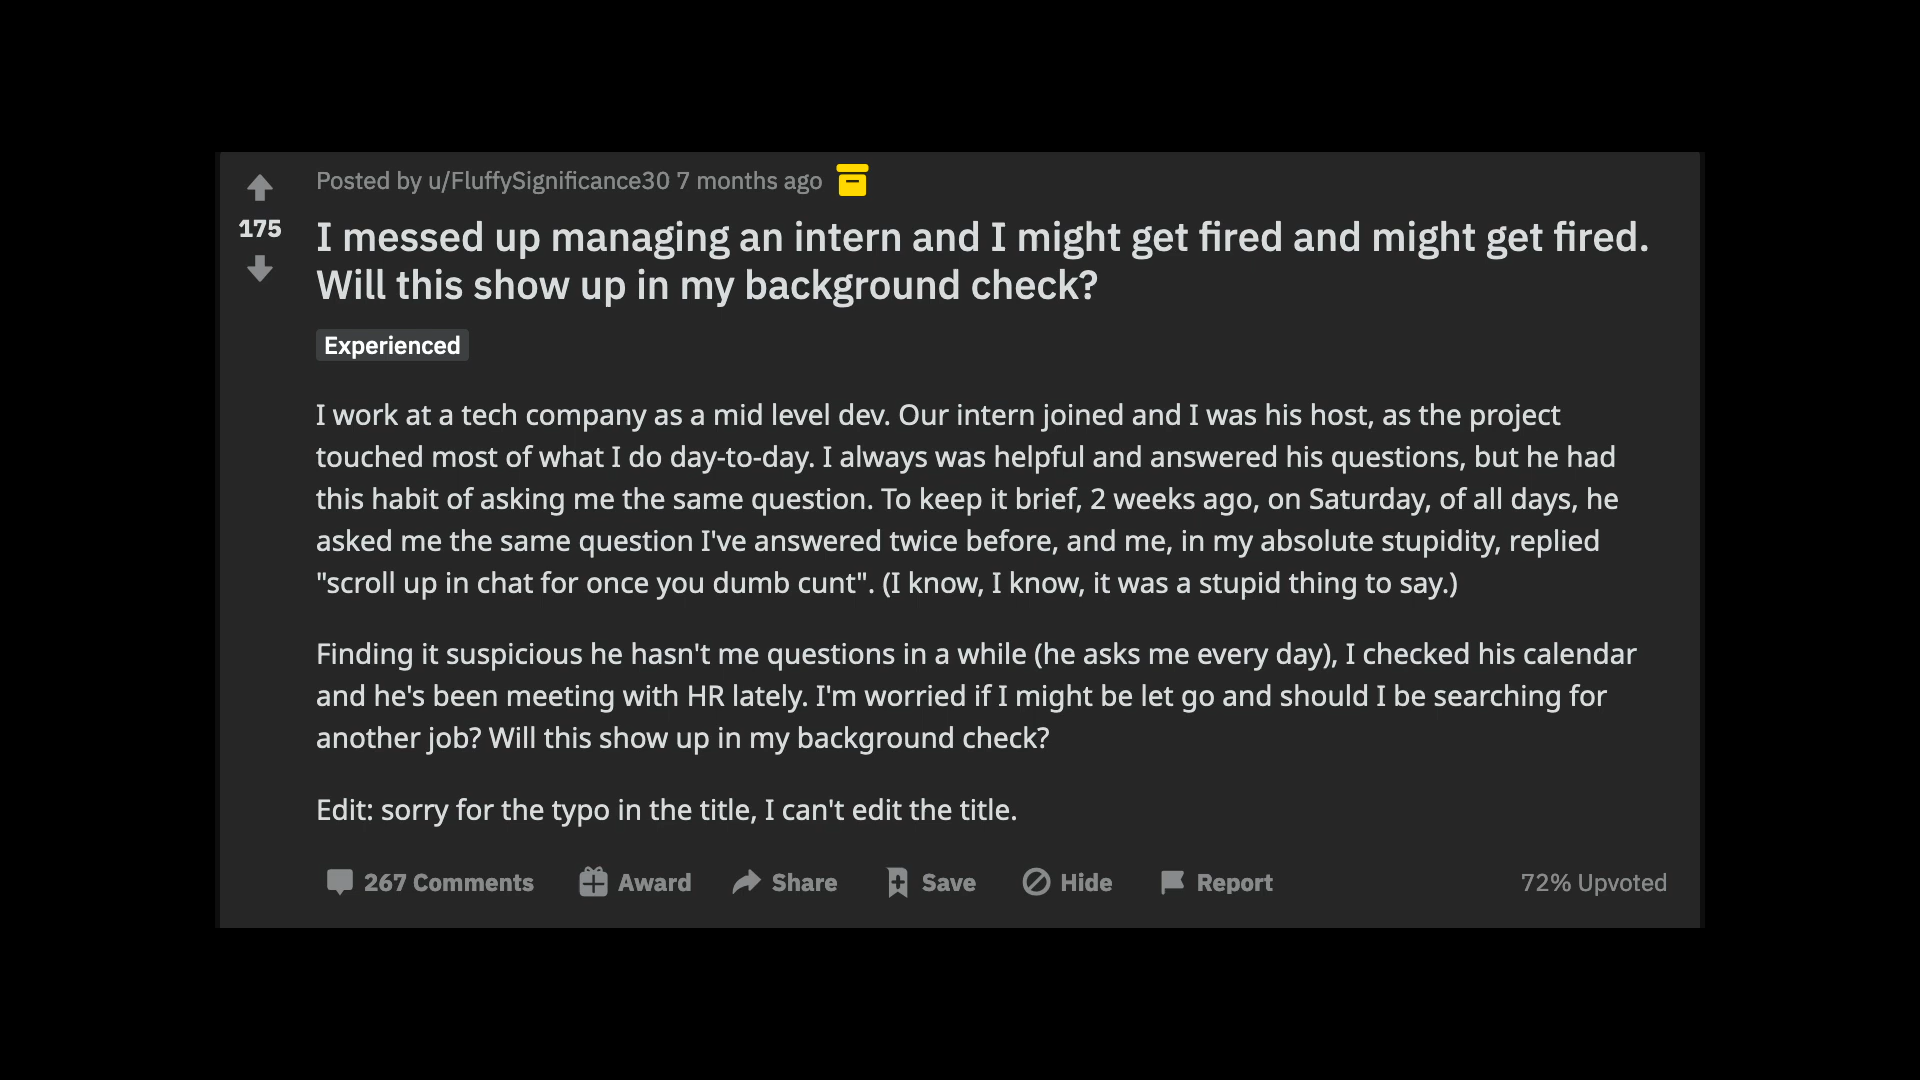 Posted by u/FluffySignificance30 7 months ago
175
I messed up managing an intern and I might get fired and might get fired.
Will this show up in my background check?
Experienced
I work at a tech company as a mid level dev. Our intern joined and I was his host, as the project
touched most of what I do day-to-day. I always was helpful and answered his questions, but he had
this habit of asking me the same question. To keep it brief, 2 weeks ago, on Saturday, of all days, he
asked me the same question I've answered twice before, and me, in my absolute stupidity, replied
"scroll up in chat for once you dumb cunt". (I know, I know, it was a stupid thing to say.)
Finding it suspicious he hasn't me questions in a while (he asks me every day), I checked his calendar
and he's been meeting with HR lately. I'm worried if I might be let go and should I be searching for
another job? Will this show up in my background check?
Edit: sorry for the typo in the title, I can't edit the title.
267 Comments Award Share Save Hide Report 72% Upvoted